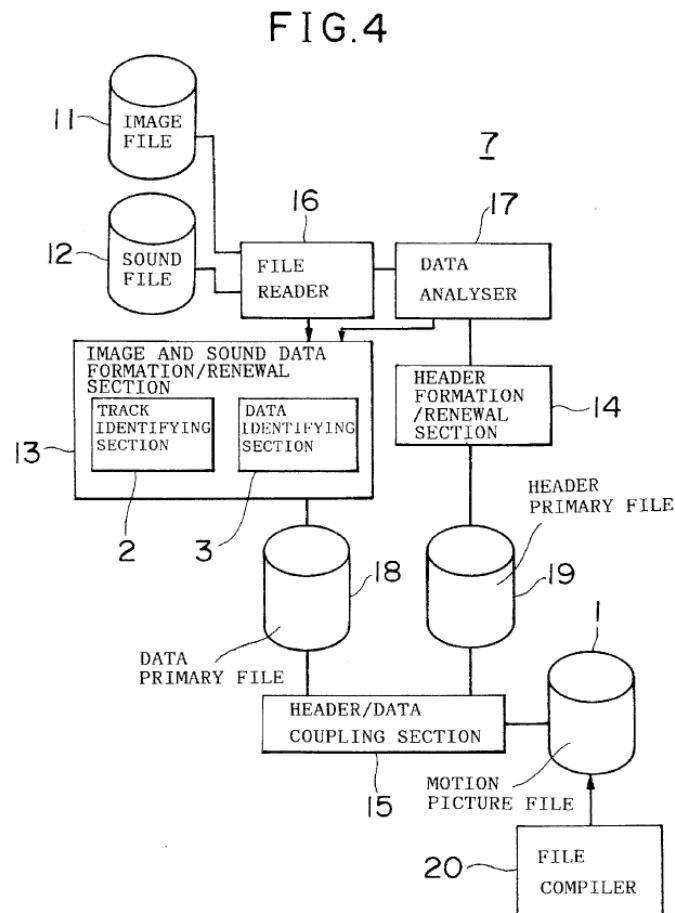 FIG.4
11
IMAGE
FILE
7
12
SOUND
FILE
16
FILE
READER
17
DATA
ANALYSER
IMAGE AND SOUND DATA
FORMATION/RENEWAL
SECTION
TRACK
IDENTIFYING
SECTION
DATA
IDENTIFYING
SECTION
13
2
3
HEADER
FORMATION
/RENEWAL
SECTION
14
HEADER
PRIMARY FILE
18
19
DATA
PRIMARY FILE
1
HEADER/DATA
COUPLING SECTION
15
MOTION
PICTURE FILE
20
FILE
COMPILER